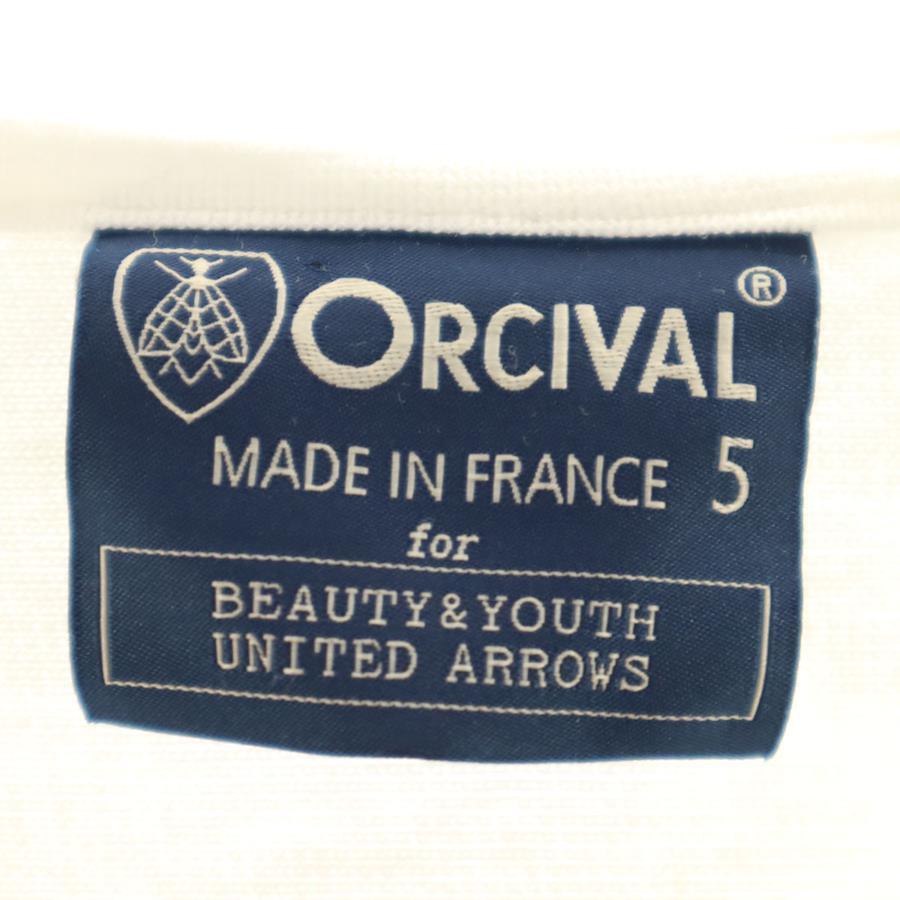 ORCIVAL®
MADE IN FRANCE 5
for
BEAUTY&YOUTH
UNITED ARROWS